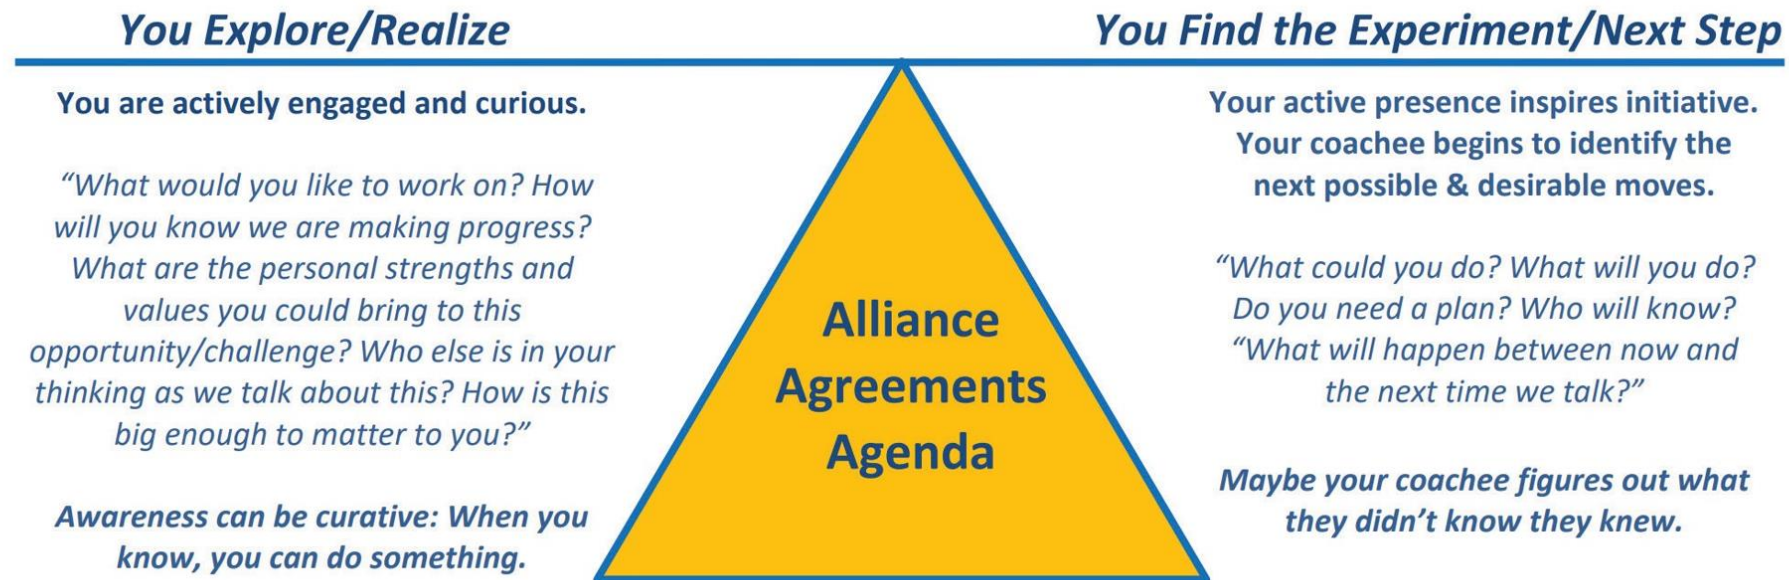 You Explore/Realize
You are actively engaged and curious.
“What would you like to work on? How
will you know we are making progress?
What are the personal strengths and
values you could bring to this
opportunity/challenge? Who else is in your
thinking as we talk about this? How is this
big enough to matter to you?”
Awareness can be curative: When you
know, you can do something.
Alliance
Agreements
Agenda
You Find the Experiment/Next Step
Your active presence inspires initiative.
Your coachee begins to identify the
next possible & desirable moves.
“What could you do? What will you do?
Do you need a plan? Who will know?
“What will happen between now and
the next time we talk?”
Maybe your coachee figures out what
they didn’t know they knew.